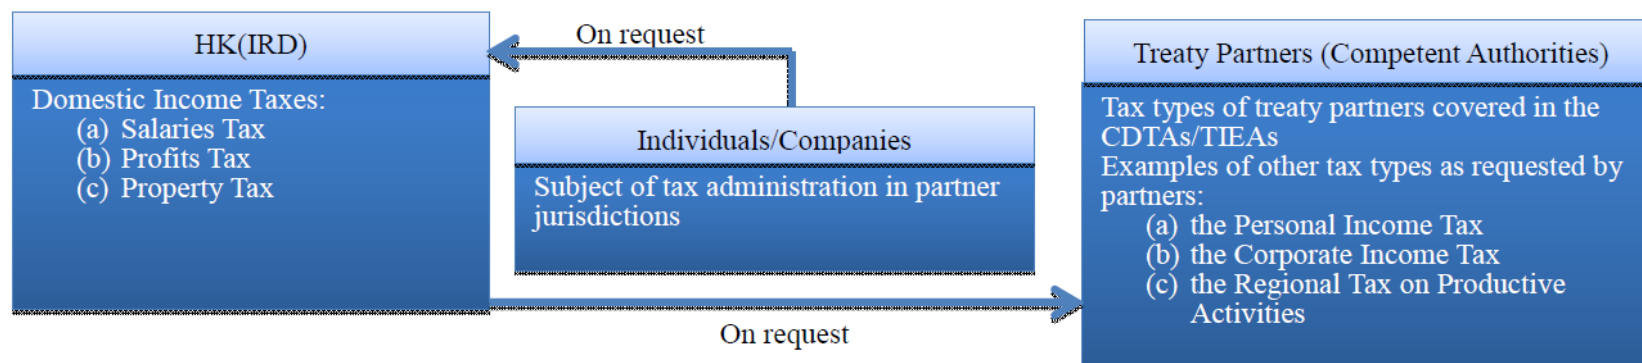 HK(IRD)
Domestic Income Taxes:
(a) Salaries Tax
(b) Profits Tax
(c) Property Tax
On request
Individuals/Companies
Subject of tax administration in partner
jurisdictions
On request
Treaty Partners (Competent Authorities)
Tax types of treaty partners covered in the
CDTAs/TIEAs
Examples of other tax types as requested by
partners:
(a) the Personal Income Tax
(b) the Corporate Income Tax
(c) the Regional Tax on Productive
Activities